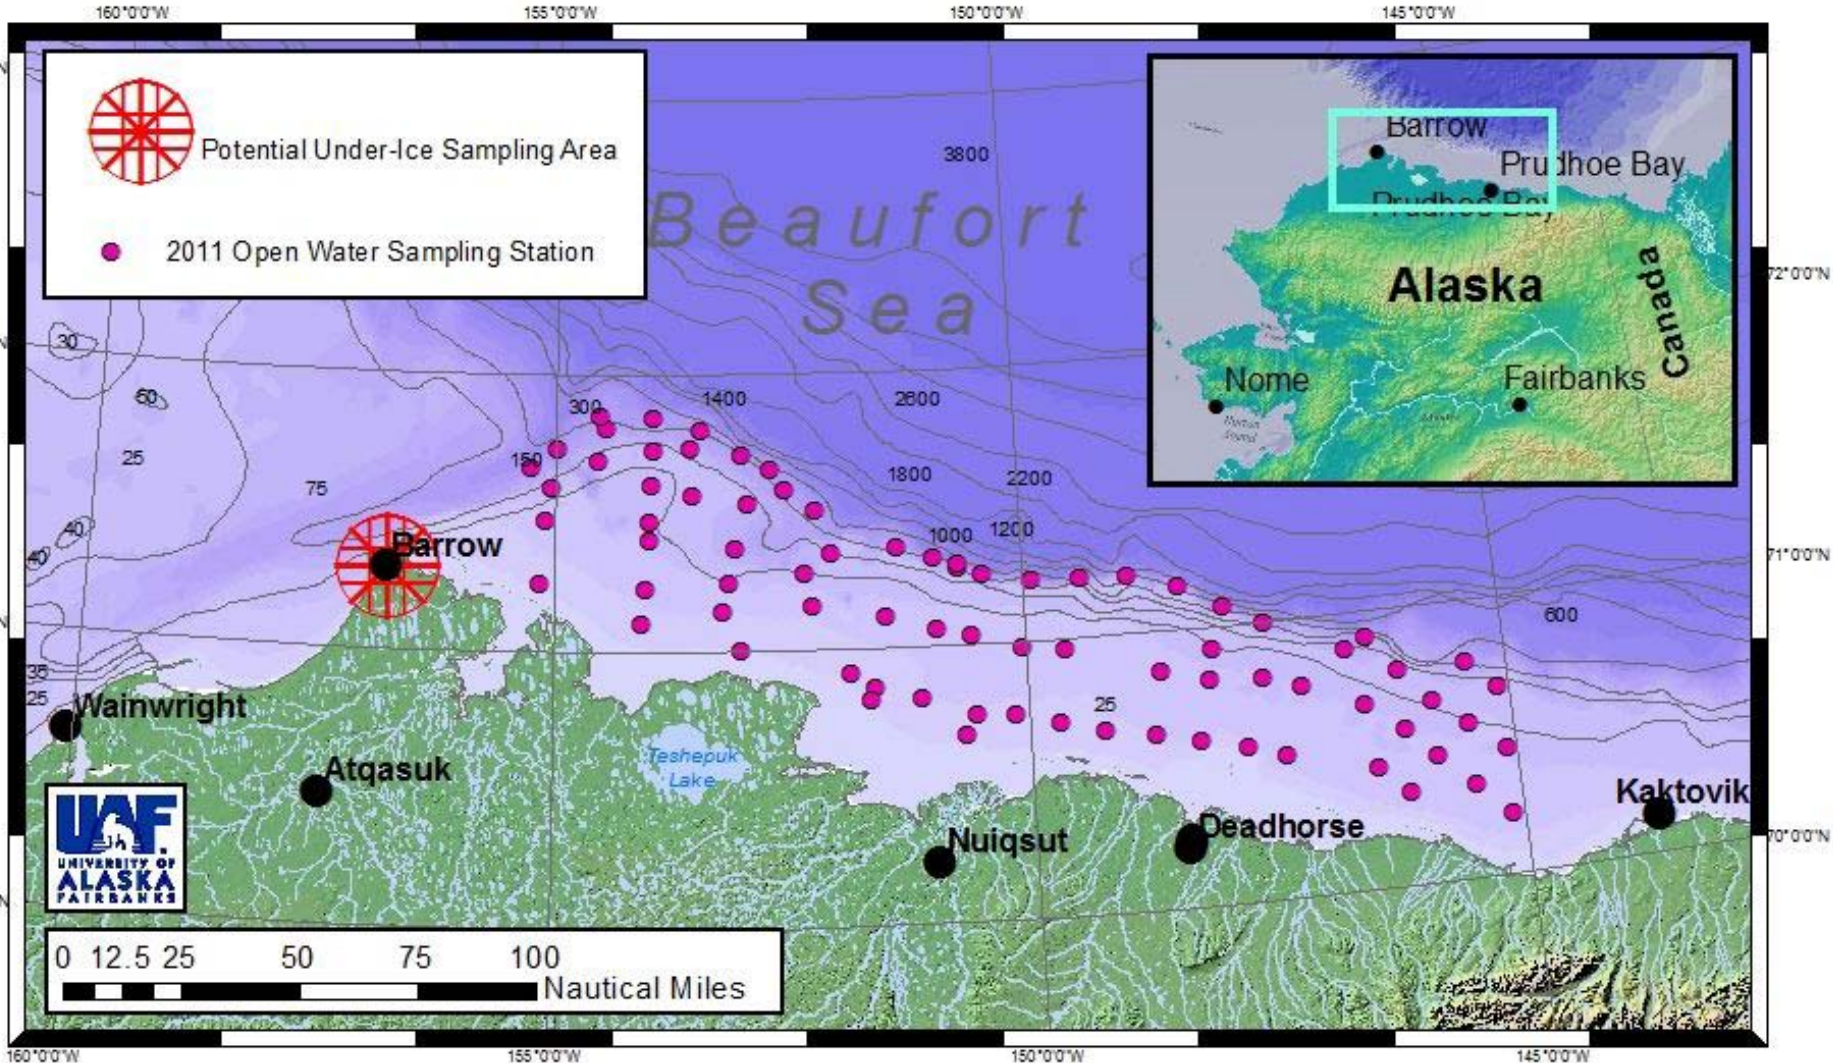 160°0'0"W
155°0'0"W
150°0'0"W
145°0'0"W
Potential Under-Ice Sampling Area
2011 Open Water Sampling Station
Beaufort
Sea
3800
Barrow
Prudhoe Bay
Prudhoe Bay
Alaska
Canada
Nome
Fairbanks
72°0'0"N
30
50
25
75
40
40
35
25
150
300
1400
2600
1800
2200
1000
1200
600
25
71°0'0"N
Barrow
Wainwright
Atqasuk
Teshepuk
Lake
Nuiqsut
Deadhorse
Kaktovik
70°0'0"N
UAF
UNIVERSITY OF
ALASKA
FAIRBANKS
0 12.5 25 50 75 100
Nautical Miles
160°0'0"W
155°0'0"W
150°0'0"W
145°0'0"W